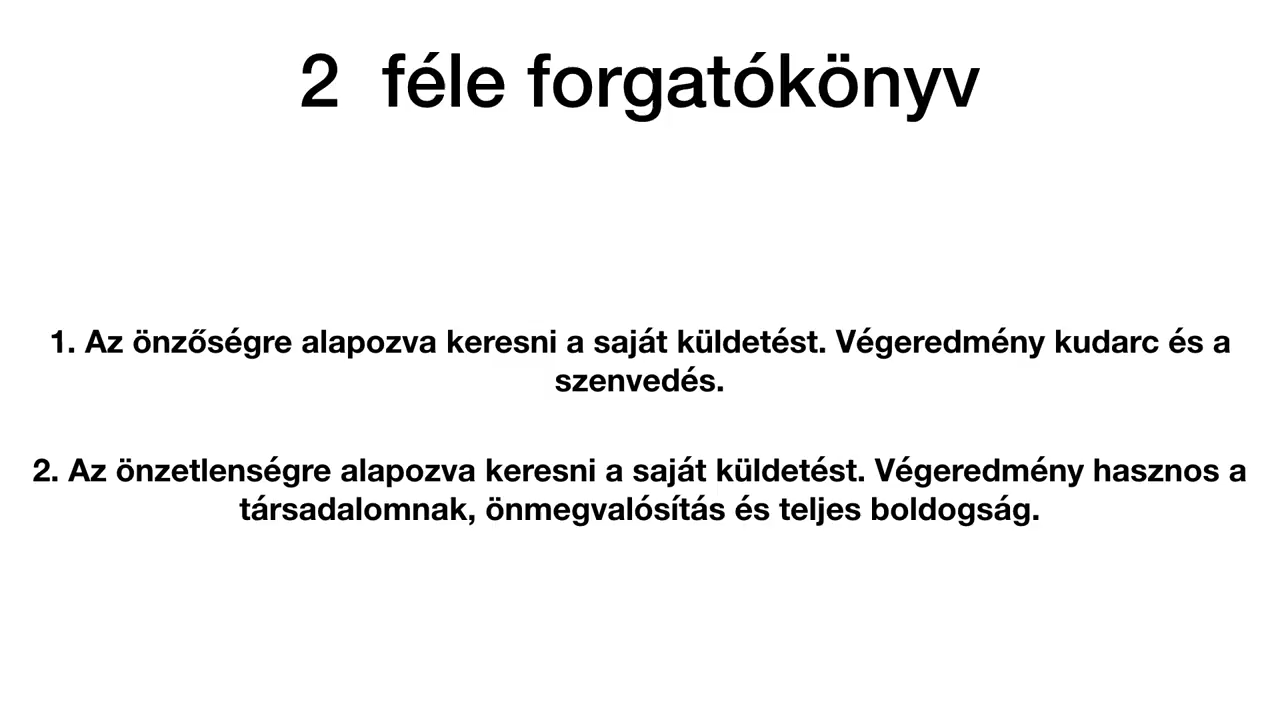 2 féle forgatókönyv
1. Az önzőségre alapozva keresni a saját küldetést. Végeredmény kudarc és a
szenvedés.
2. Az önzetlenségre alapozva keresni a saját küldetést. Végeredmény hasznos a
társadalomnak, önmegvalósítás és teljes boldogság.